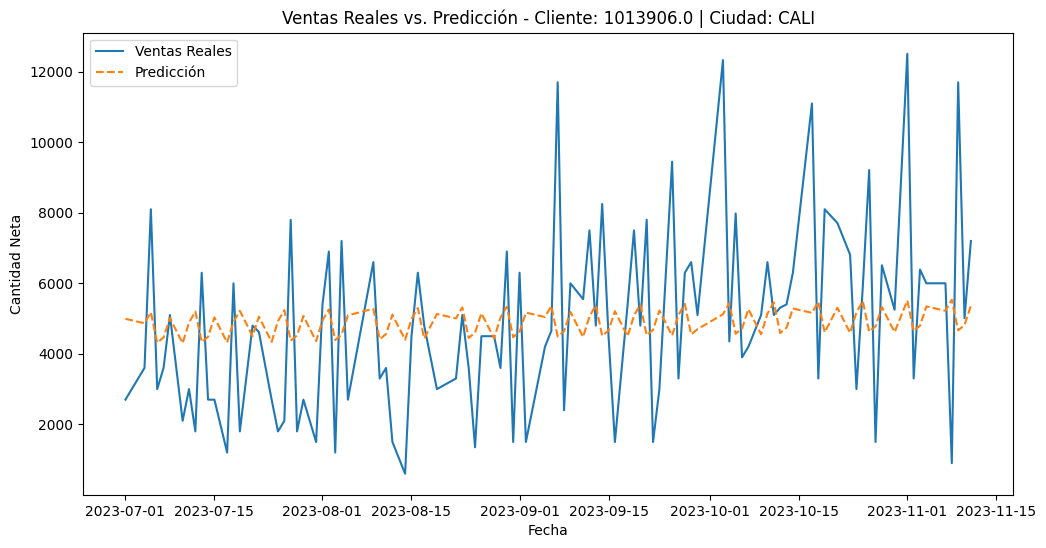 Ventas Reales vs. Predicción - Cliente: 1013906.0 | Ciudad: CALI
Ventas Reales
Predicción
12000
10000
8000
6000
4000
2000
Cantidad Neta
2023-07-01 2023-07-15 2023-08-01 2023-08-15 2023-09-01 2023-09-15 2023-10-01 2023-10-15 2023-11-01 2023-11-15
Fecha